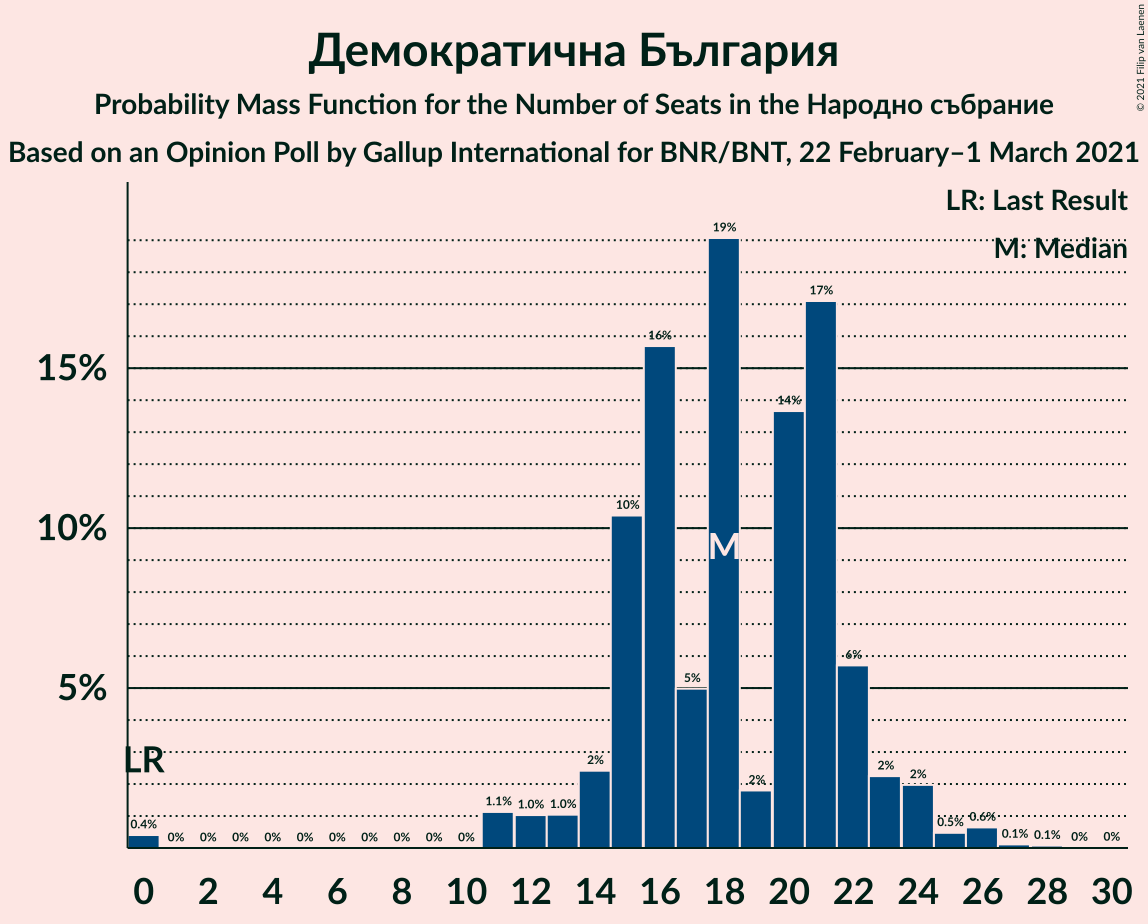 Демократична България
Probability Mass Function for the Number of Seats in the Народно събрание
Based on an Opinion Poll by Gallup International for BNR/BNT, 22 February–1 March 2021
© 2021 Filip van Laenen
LR: Last Result
M: Median
15%
10%
5%
LR
M
0.4% 0% 0% 0% 0% 0% 0% 0% 0% 0% 0% 1.1% 1.0% 1.0% 2% 10% 16% 5% 19% 2% 14% 17% 6% 2% 2% 0.5% 0.6% 0.1% 0.1% 0% 0%
0 2 4 6 8 10 12 14 16 18 20 22 24 26 28 30